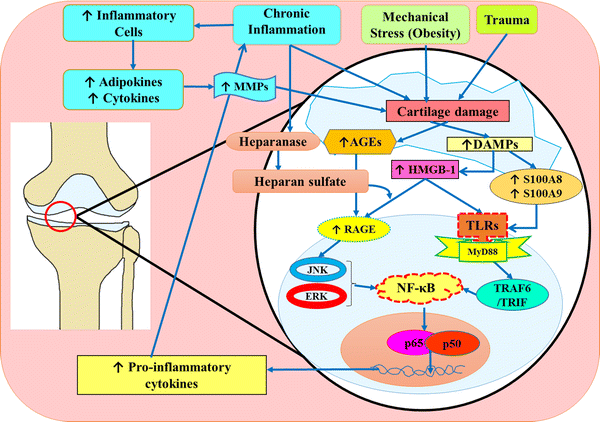 ↑ Inflammatory
Cells
Chronic
Inflammation
Mechanical
Stress (Obesity)
Trauma
↑ Adipokines
↑ Cytokines
↑ MMPs
Cartilage damage
Heparanase
↑AGEs
↑DAMPs
↑ HMGB-1
Heparan sulfate
↑ S100A8
↑ S100A9
↑ RAGE
TLRs
MyD88
JNK
ERK
NF-κB
TRAF6
/TRIF
p65
p50
↑ Pro-inflammatory
cytokines